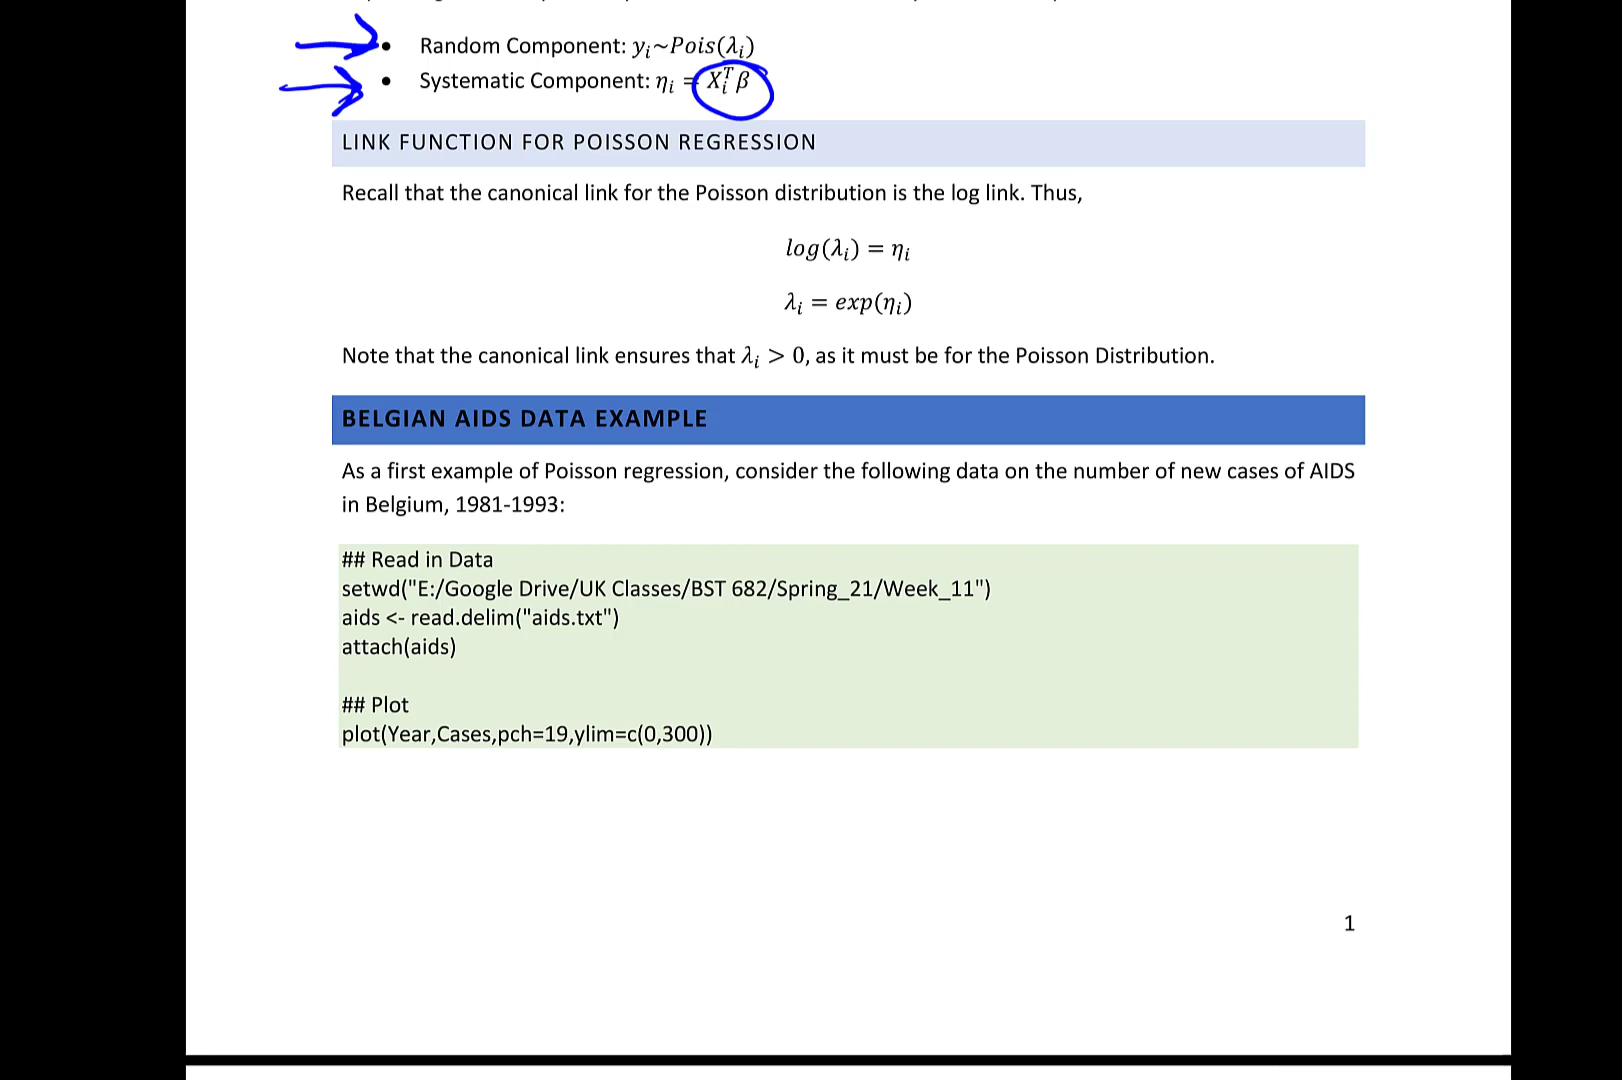 • Random Component: yᵢ~Pois(λᵢ)
• Systematic Component: ηᵢ = Xᵢᵀβ
LINK FUNCTION FOR POISSON REGRESSION
Recall that the canonical link for the Poisson distribution is the log link. Thus,
log(λᵢ) = ηᵢ
λᵢ = exp(ηᵢ)
Note that the canonical link ensures that λᵢ > 0, as it must be for the Poisson Distribution.
BELGIAN AIDS DATA EXAMPLE
As a first example of Poisson regression, consider the following data on the number of new cases of AIDS
in Belgium, 1981-1993:
## Read in Data
setwd("E:/Google Drive/UK Classes/BST 682/Spring_21/Week_11")
aids <- read.delim("aids.txt")
attach(aids)
## Plot
plot(Year,Cases,pch=19,ylim=c(0,300))
1